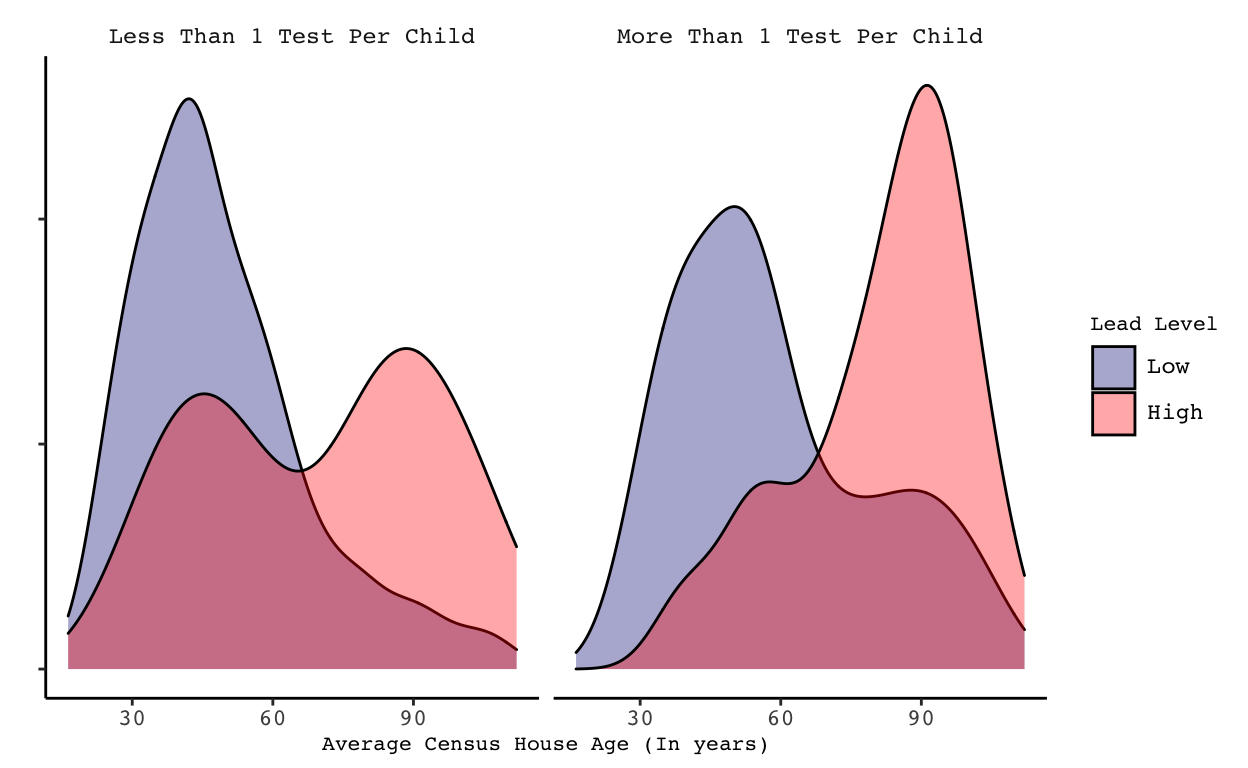 Less Than 1 Test Per Child
More Than 1 Test Per Child
Lead Level
Low
High
30
60
90
30
60
90
Average Census House Age (In years)